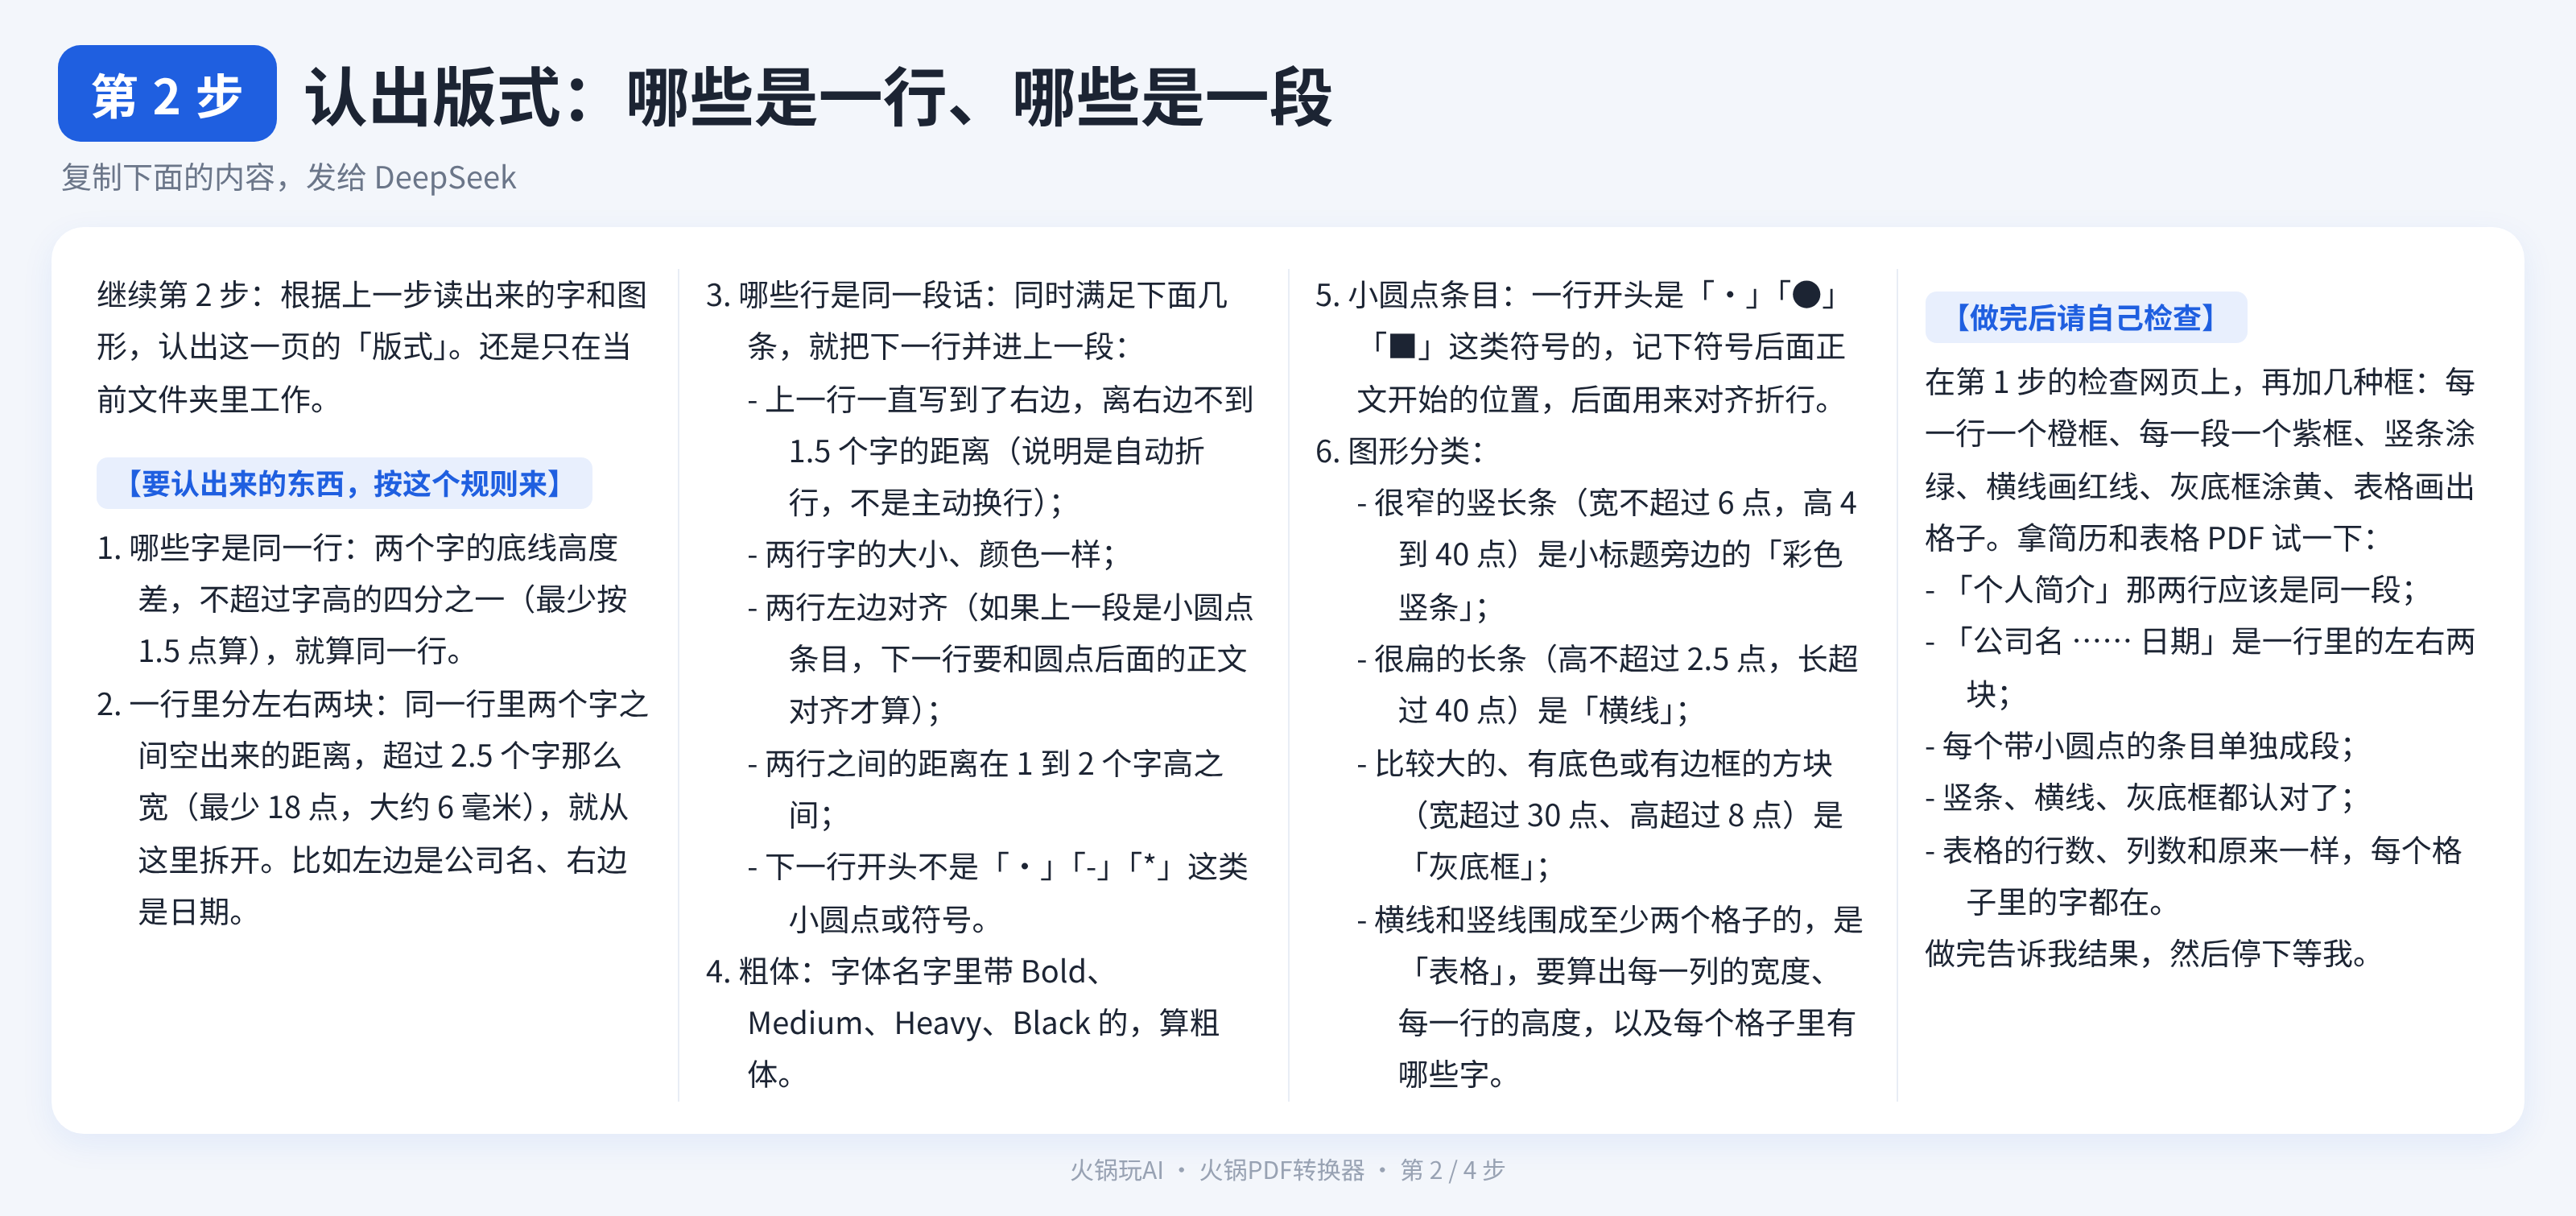 第 2 步
认出版式：哪些是一行、哪些是一段
复制下面的内容，发给 DeepSeek
继续第 2 步：根据上一步读出来的字和图
形，认出这一页的「版式」。还是只在当
前文件夹里工作。
【要认出来的东西，按这个规则来】
1. 哪些字是同一行：两个字的底线高度
差，不超过字高的四分之一（最少按
1.5 点算），就算同一行。
2. 一行里分左右两块：同一行里两个字之
间空出来的距离，超过 2.5 个字那么
宽（最少 18 点，大约 6 毫米），就从
这里拆开。比如左边是公司名、右边
是日期。
3. 哪些行是同一段话：同时满足下面几
条，就把下一行并进上一段：
- 上一行一直写到了右边，离右边不到
1.5 个字的距离（说明是自动折
行，不是主动换行）；
- 两行字的大小、颜色一样；
- 两行左边对齐（如果上一段是小圆点
条目，下一行要和圆点后面的正文
对齐才算）；
- 两行之间的距离在 1 到 2 个字高之
间；
- 下一行开头不是「•」「-」「*」这类
小圆点或符号。
4. 粗体：字体名字里带 Bold、
Medium、Heavy、Black 的，算粗
体。
5. 小圆点条目：一行开头是「•」「●」
「■」这类符号的，记下符号后面正
文开始的位置，后面用来对齐折行。
6. 图形分类：
- 很窄的竖长条（宽不超过 6 点，高 4
到 40 点）是小标题旁边的「彩色
竖条」；
- 很扁的长条（高不超过 2.5 点，长超
过 40 点）是「横线」；
- 比较大的、有底色或有边框的方块
（宽超过 30 点、高超过 8 点）是
「灰底框」；
- 横线和竖线围成至少两个格子的，是
「表格」，要算出每一列的宽度、
每一行的高度，以及每个格子里有
哪些字。
【做完后请自己检查】
在第 1 步的检查网页上，再加几种框：每
一行一个橙框、每一段一个紫框、竖条涂
绿、横线画红线、灰底框涂黄、表格画出
格子。拿简历和表格 PDF 试一下：
- 「个人简介」那两行应该是同一段；
- 「公司名 …… 日期」是一行里的左右两
块；
- 每个带小圆点的条目单独成段；
- 竖条、横线、灰底框都认对了；
- 表格的行数、列数和原来一样，每个格
子里的字都在。
做完告诉我结果，然后停下等我。
火锅玩AI • 火锅PDF转换器 • 第 2 / 4 步